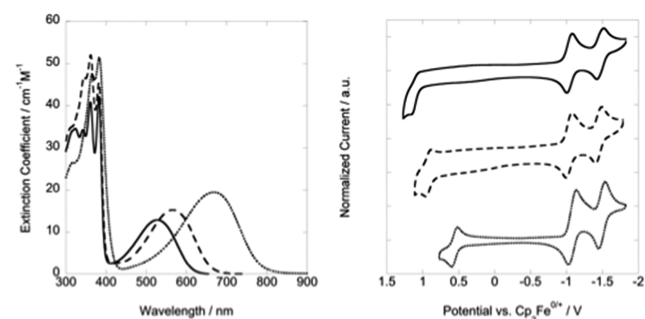 60
50
40
30
20
10
0
300 400 500 600 700 800 900
Extinction Coefficient / cm⁻¹M⁻¹
Wavelength / nm
Normalized Current / a.u.
1.5 1 0.5 0 -0.5 -1 -1.5 -2
Potential vs. Cp₂Fe⁰/⁺ / V